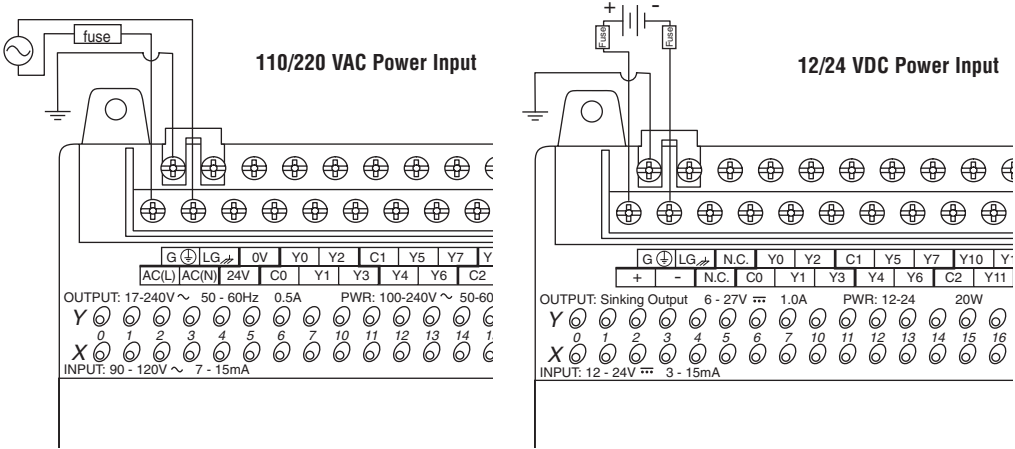 fuse
110/220 VAC Power Input
G LG 0V Y0 Y2 C1 Y5 Y7 Y
AC(L) AC(N) 24V C0 Y1 Y3 Y4 Y6 C2
OUTPUT: 17-240V ~ 50 - 60Hz 0.5A PWR: 100-240V ~ 50-60
Y
0 1 2 3 4 5 6 7 10 11 12 13 14 1
X
INPUT: 90 - 120V ~ 7 - 15mA
+ -
Fuse Fuse
12/24 VDC Power Input
G LG N.C. Y0 Y2 C1 Y5 Y7 Y10 Y1
+ - N.C. C0 Y1 Y3 Y4 Y6 C2 Y11
OUTPUT: Sinking Output 6 - 27V ⎓ 1.0A PWR: 12-24 20W
Y
0 1 2 3 4 5 6 7 10 11 12 13 14 15 16
X
INPUT: 12 - 24V ⎓ 3 - 15mA